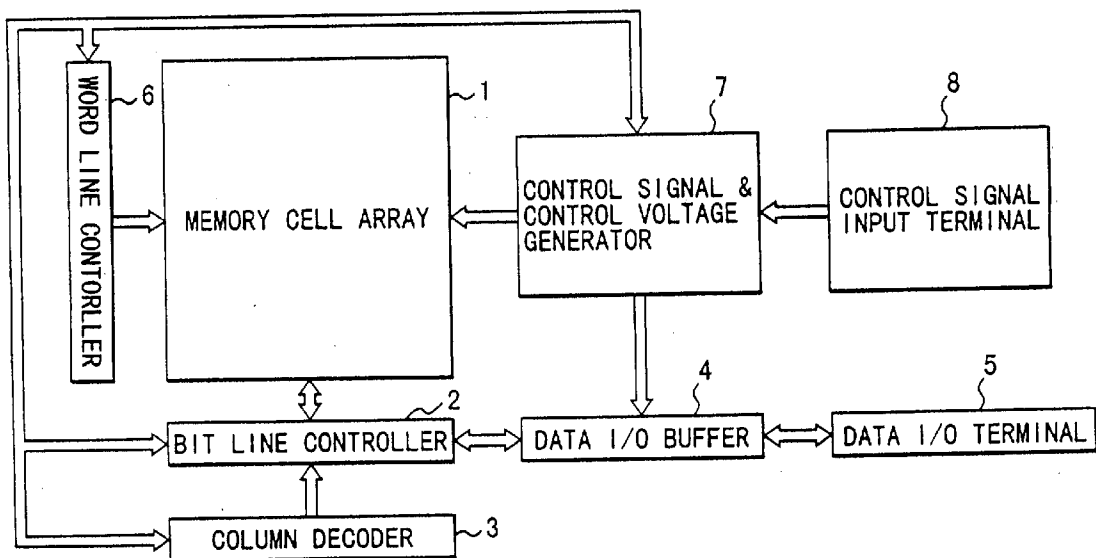 6
1
7
8
WORD LINE CONTORLLER
MEMORY CELL ARRAY
CONTROL SIGNAL &
CONTROL VOLTAGE
GENERATOR
CONTROL SIGNAL
INPUT TERMINAL
2
4
5
BIT LINE CONTROLLER
DATA I/O BUFFER
DATA I/O TERMINAL
3
COLUMN DECODER